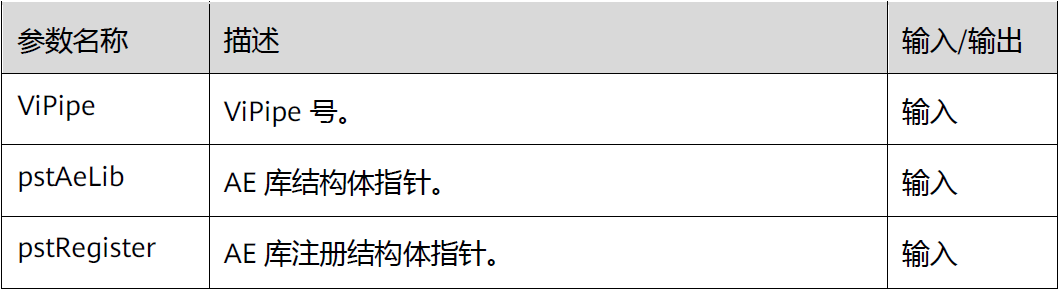 参数名称 描述 输入/输出
ViPipe ViPipe 号。 输入
pstAeLib AE 库结构体指针。 输入
pstRegister AE 库注册结构体指针。 输入